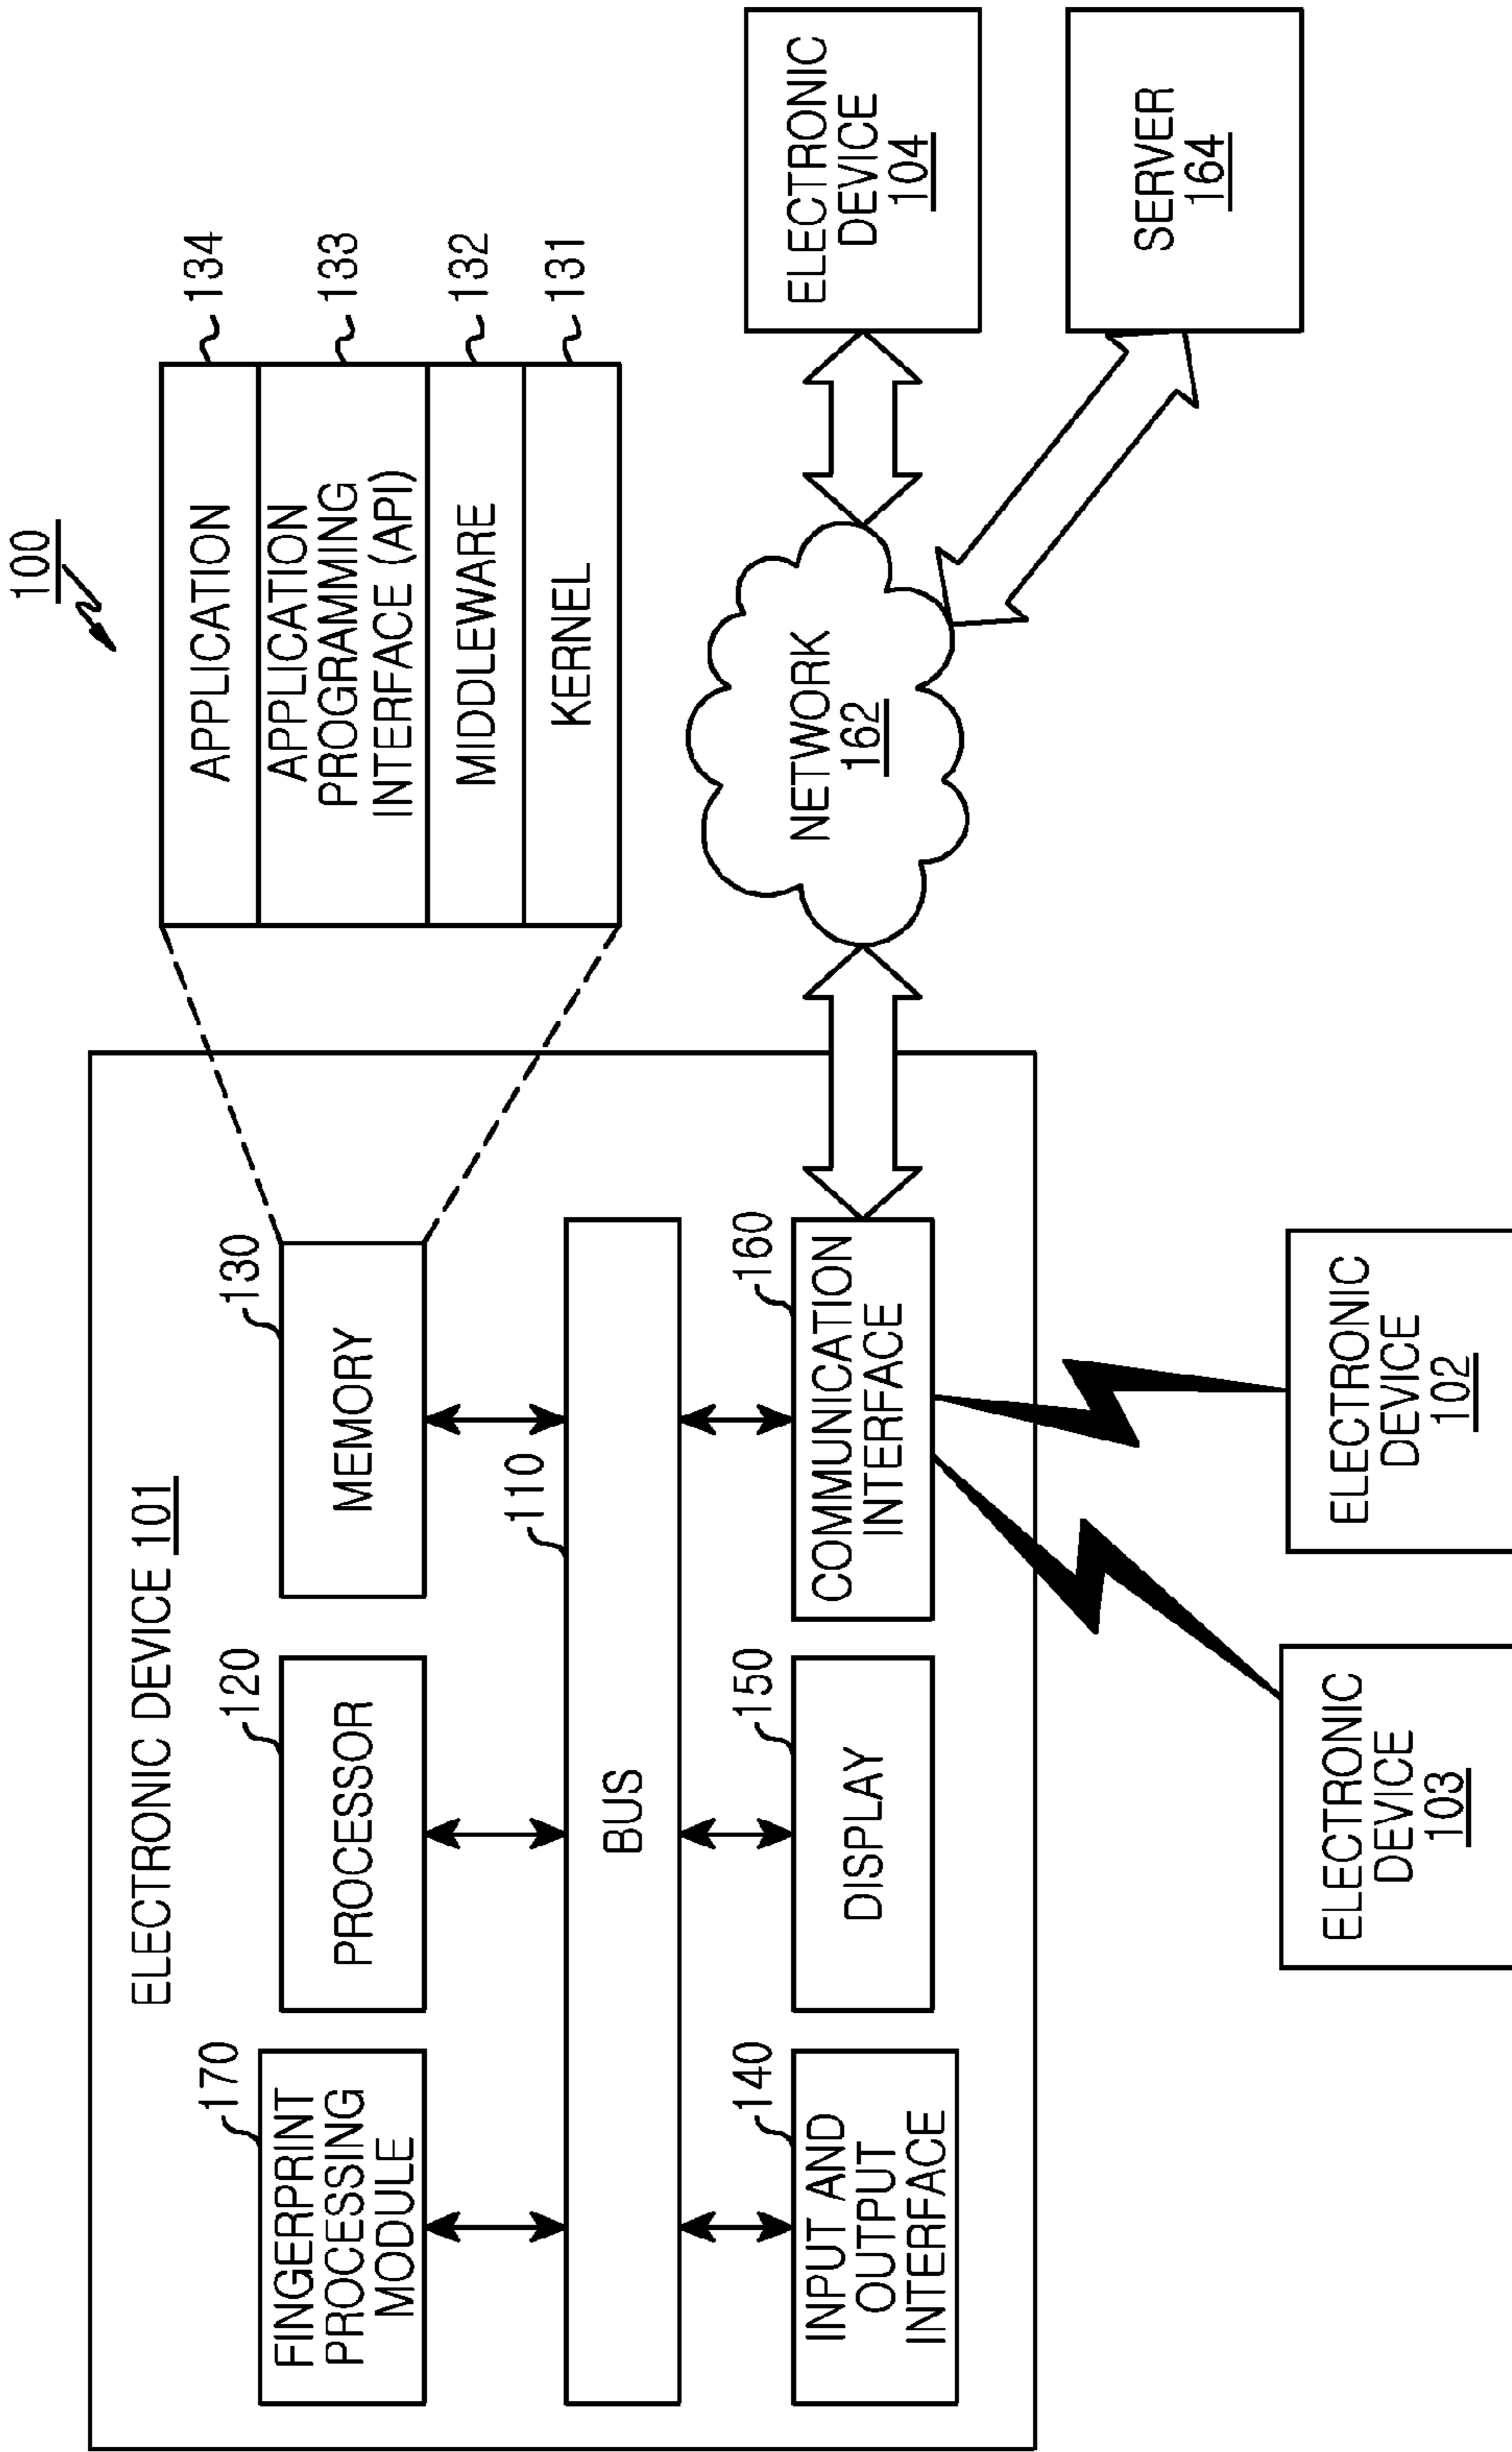 100
ELECTRONIC DEVICE 101
170
FINGERPRINT
PROCESSING
MODULE
120
PROCESSOR
130
MEMORY
APPLICATION
134
APPLICATION
PROGRAMING
INTERFACE (API)
133
MIDDLEWARE
132
KERNEL
131
110
BUS
140
INPUT AND
OUTPUT
INTERFACE
150
DISPLAY
160
COMMUNICATION
INTERFACE
NETWORK
162
ELECTRONIC
DEVICE
104
SERVER
164
ELECTRONIC
DEVICE
103
ELECTRONIC
DEVICE
102